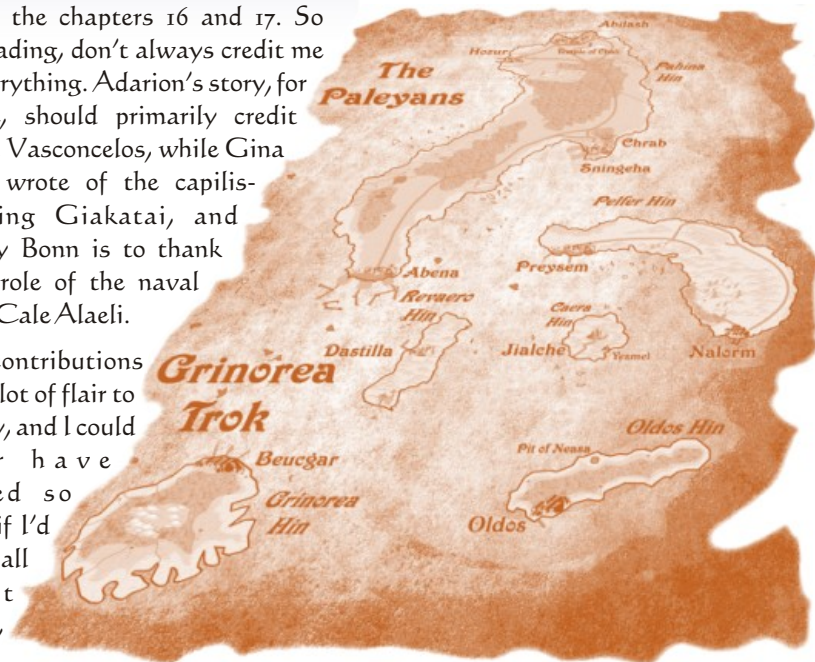 the chapters 16 and 17. So
ading, don't always credit me
erything. Adarion's story, for
, should primarily credit
Vasconcelos, while Gina
wrote of the capilis-
ing Giakatai, and
y Bonn is to thank
role of the naval
Cale Alaeli.
ontributions
lot of flair to
y, and I could
r have
ed so
if I'd
all
t
,
The
Paleyans
Abilash
Hozur
Pahina
Hin
Chrab
Sningeha
Pelfer Hin
Preysem
Nalorm
Abena
Revaero
Hin
Dastilla
Caera
Hin
Jialche
Yramel
Grinorea
Trok
Beucgar
Grinorea
Hin
Oldos Hin
Pit of Neasa
Oldos